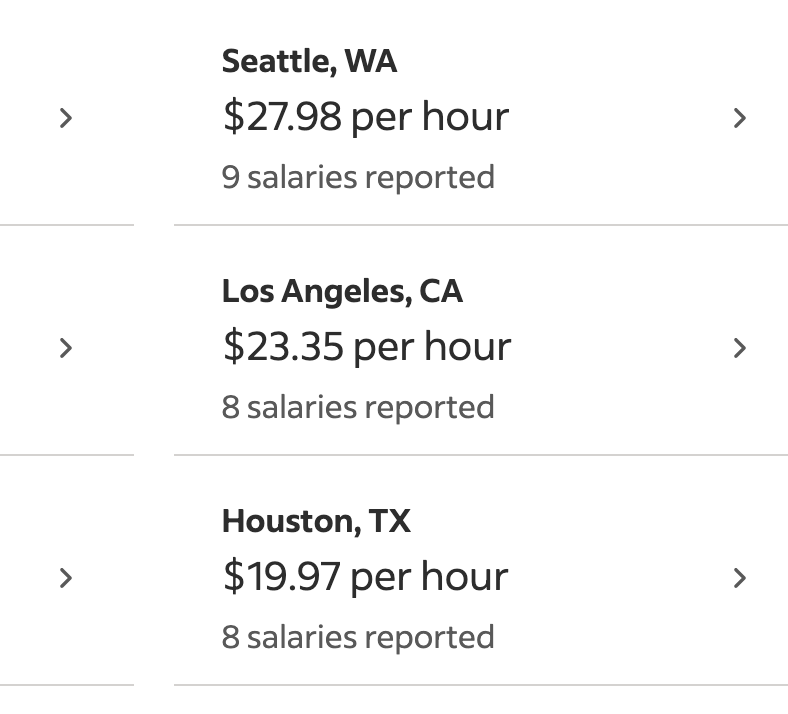 Seattle, WA
$27.98 per hour
9 salaries reported
Los Angeles, CA
$23.35 per hour
8 salaries reported
Houston, TX
$19.97 per hour
8 salaries reported